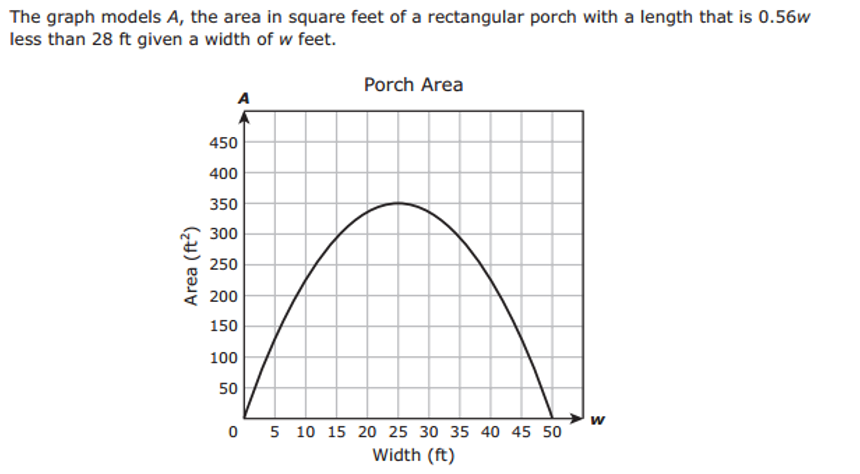 The graph models A, the area in square feet of a rectangular porch with a length that is 0.56w
less than 28 ft given a width of w feet.
Porch Area
A
450
400
350
300
250
200
150
100
50
Area (ft²)
0 5 10 15 20 25 30 35 40 45 50
w
Width (ft)